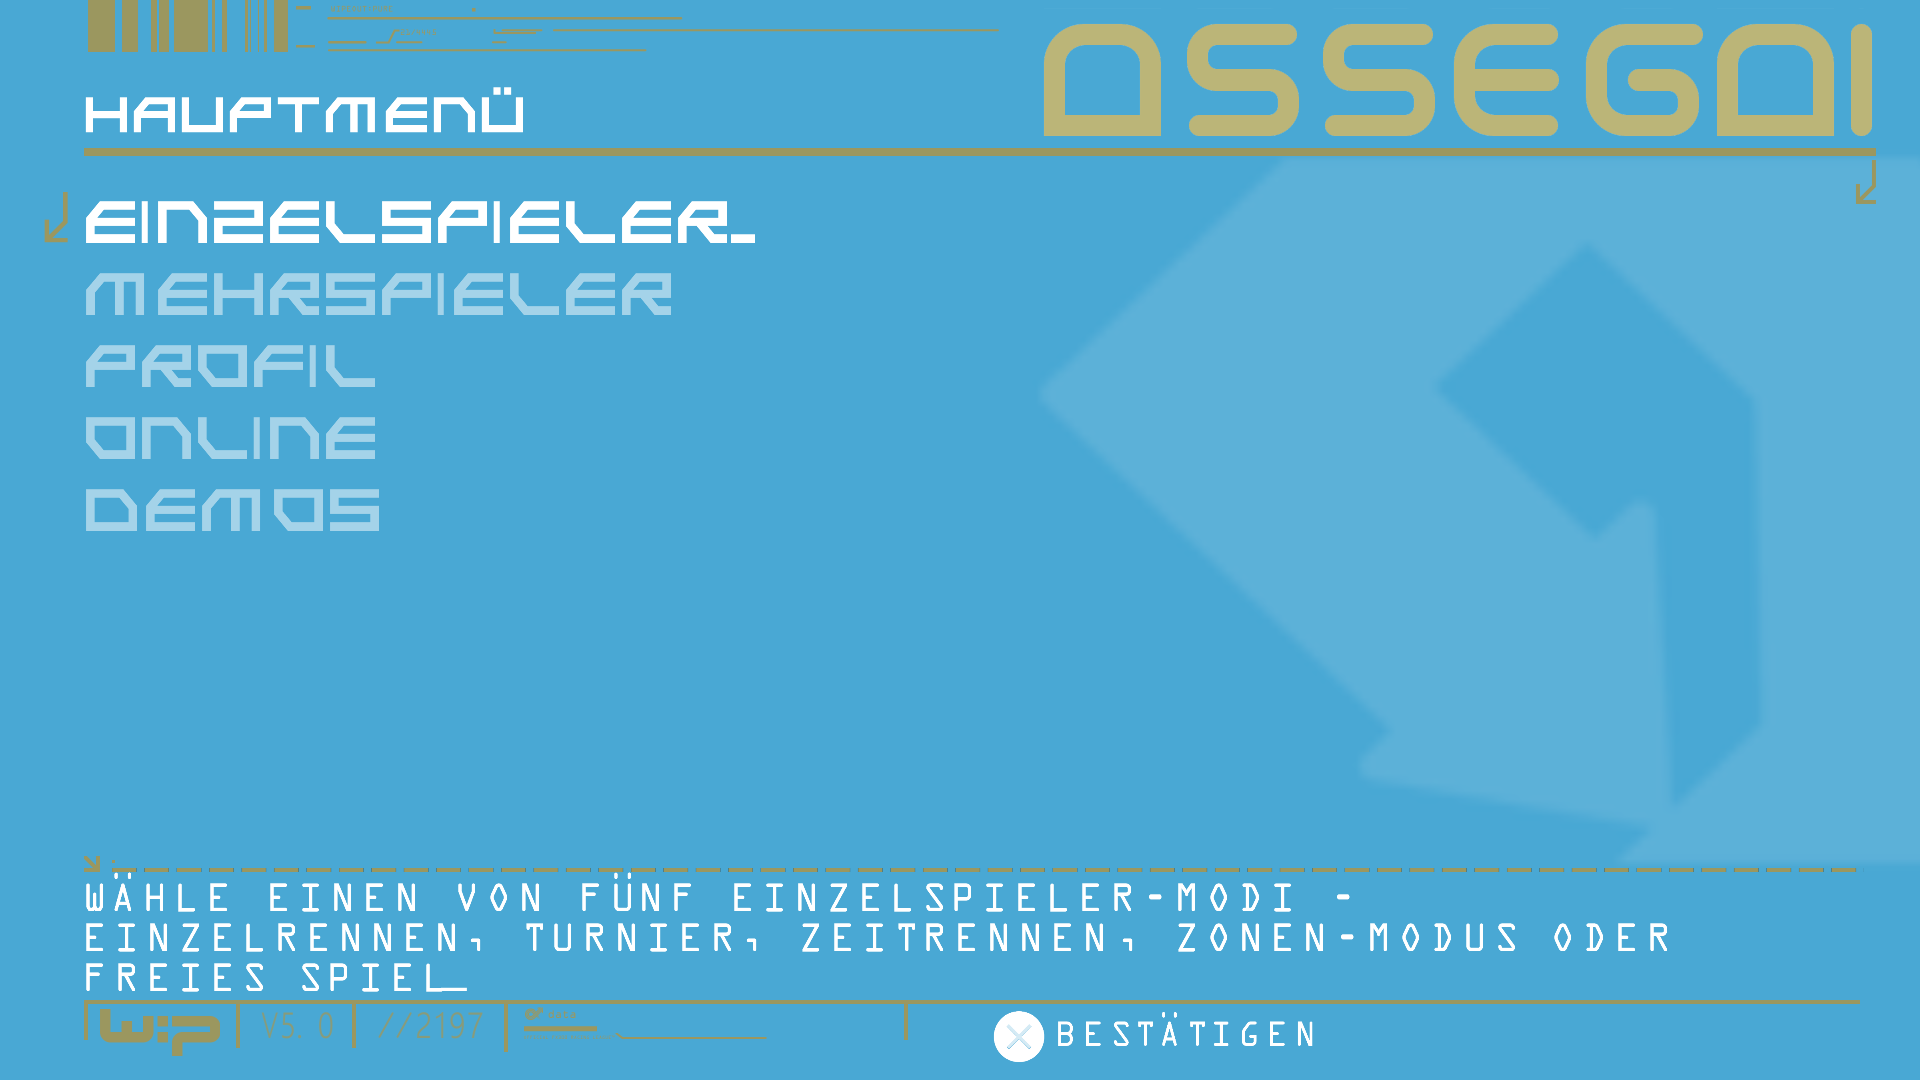 ASSEGAI
HAUPTMENÜ
EINZELSPIELER_
MEHRSPIELER
PROFIL
ONLINE
DEMOS
WÄHLE EINEN VON FÜNF EINZELSPIELER-MODI -
EINZELRENNEN, TURNIER, ZEITRENNEN, ZONEN-MODUS ODER
FREIES SPIEL_
wip V5.0 //2197
BESTÄTIGEN